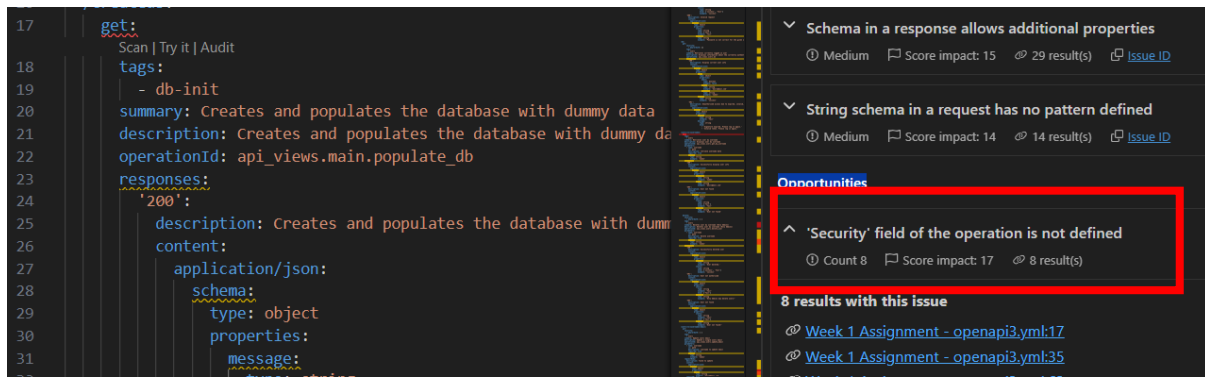 17 get:
Scan | Try it | Audit
18 tags:
19 - db-init
20 summary: Creates and populates the database with dummy data
21 description: Creates and populates the database with dummy da
22 operationId: api_views.main.populate_db
23 responses:
24 '200':
25 description: Creates and populates the database with dumm
26 content:
27 application/json:
28 schema:
29 type: object
30 properties:
31 message:
Schema in a response allows additional properties
Medium Score impact: 15 29 result(s) Issue ID
String schema in a request has no pattern defined
Medium Score impact: 14 14 result(s) Issue ID
Opportunities
'Security' field of the operation is not defined
Count 8 Score impact: 17 8 result(s)
8 results with this issue
Week 1 Assignment - openapi3.yml:17
Week 1 Assignment - openapi3.yml:35